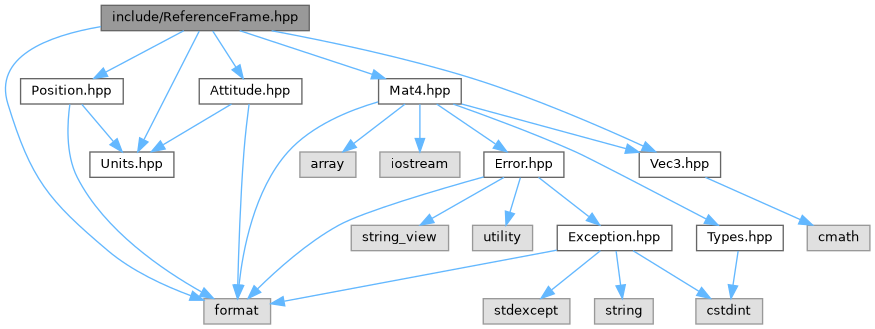 include/ReferenceFrame.hpp
Position.hpp
Attitude.hpp
Mat4.hpp
Units.hpp
array
iostream
Error.hpp
Vec3.hpp
string_view
utility
Exception.hpp
Types.hpp
cmath
format
stdexcept
string
cstdint